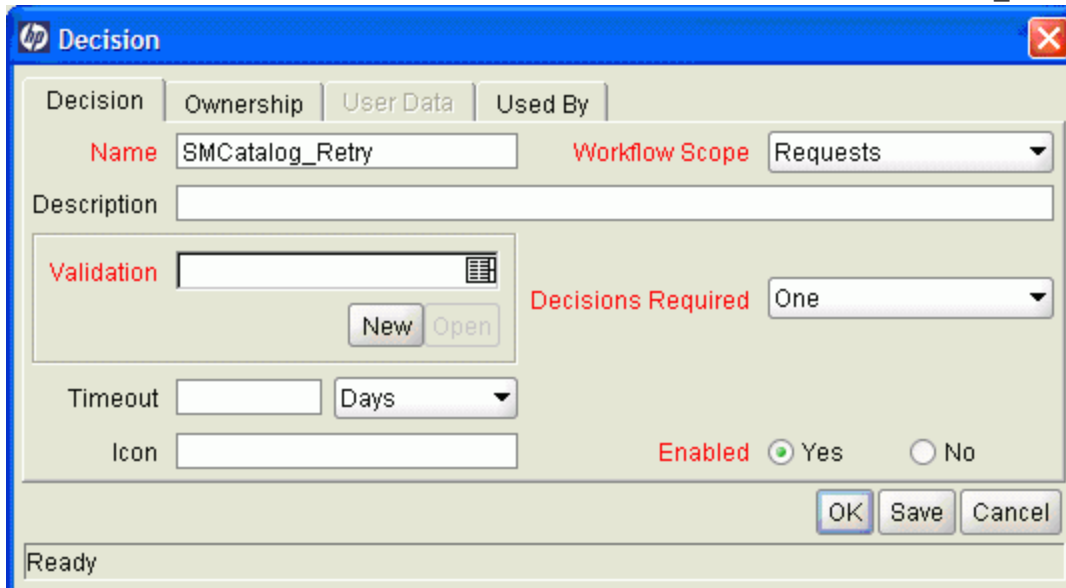 hp Decision
Decision Ownership User Data Used By
Name SMCatalog_Retry Workflow Scope Requests
Description
Validation
Decisions Required One
New Open
Timeout Days
Icon Enabled Yes No
OK Save Cancel
Ready